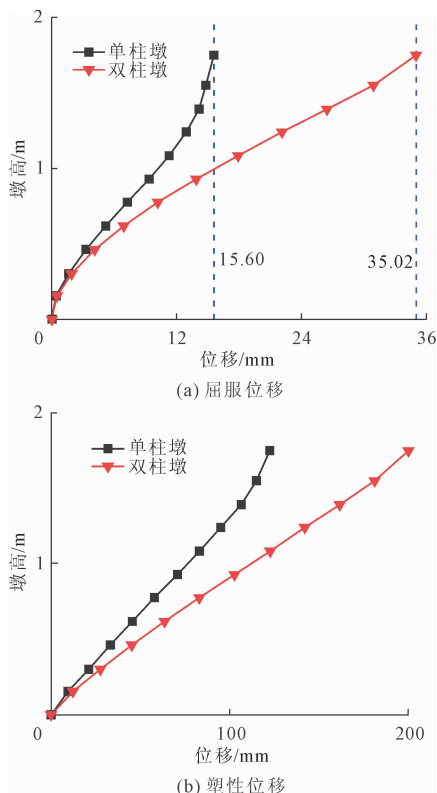 2
单柱墩
双柱墩
墩高/m
1
15.60
35.02
0
12
24
36
位移/mm
(a) 屈服位移
2
单柱墩
双柱墩
墩高/m
1
0
100
200
位移/mm
(b) 塑性位移